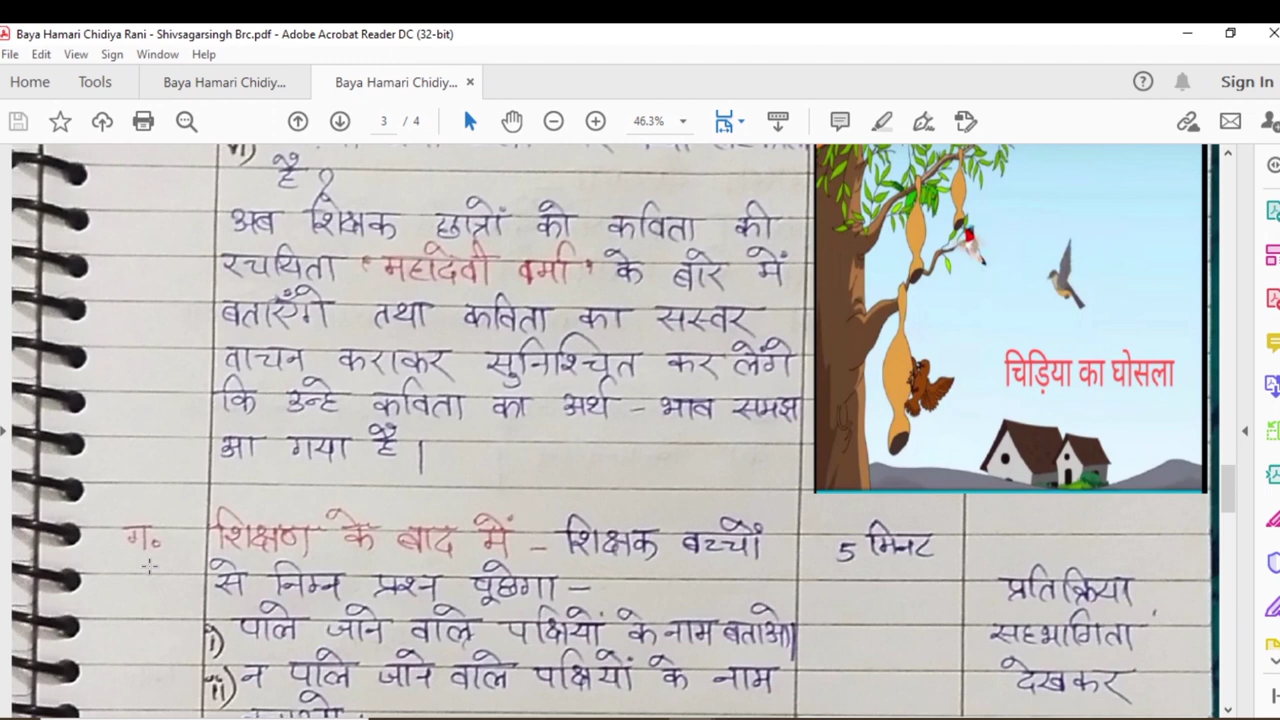 Baya Hamari Chidiya Rani - Shivsagarsingh Brc.pdf - Adobe Acrobat Reader DC (32-bit)
File Edit View Sign Window Help
Home Tools Baya Hamari Chidiy... Baya Hamari Chidiy... × Sign In
3 / 4 46.3%
vi)
है ?
अब शिक्षक छात्रों को कविता की
रचयिता "महादेवी वर्मा" के बारे में
बताएँगे तथा कविता का सस्वर
वाचन कराकर सुनिश्चित कर लेंगे
कि उन्हे कविता का अर्थ - भाव समझ
आ गया है ।
चिड़िया का घोसला
ग. शिक्षण के बाद में - शिक्षक बच्चों 5 मिनट
से निम्न प्रश्न पूछेगा - प्रतिक्रिया
i) पाले जाने वाले पक्षियों के नाम बताओ। सहभागिता
ii) न पाले जाने वाले पक्षियों के नाम देखकर